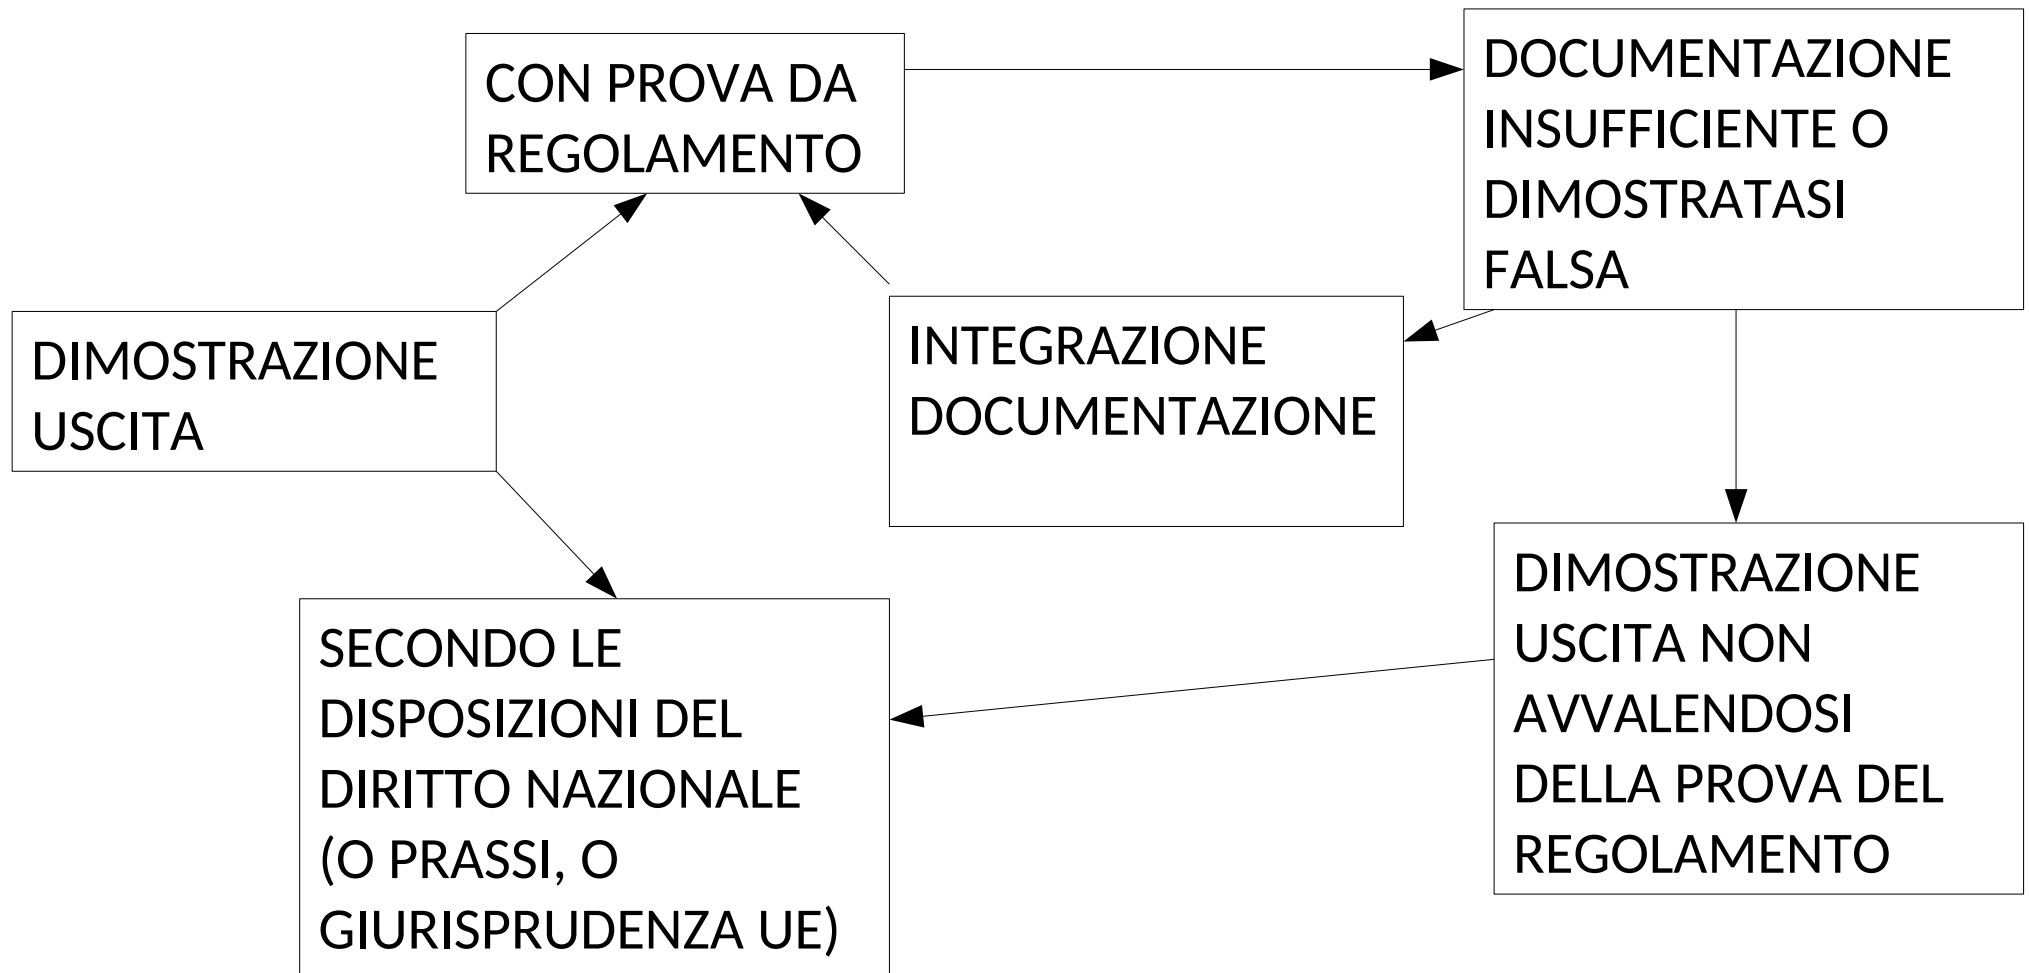 CON PROVA DA
REGOLAMENTO
DOCUMENTAZIONE
INSUFFICIENTE O
DIMOSTRATASI
FALSA
DIMOSTRAZIONE
USCITA
INTEGRAZIONE
DOCUMENTAZIONE
SECONDO LE
DISPOSIZIONI DEL
DIRITTO NAZIONALE
(O PRASSI, O
GIURISPRUDENZA UE)
DIMOSTRAZIONE
USCITA NON
AVVALENDOSI
DELLA PROVA DEL
REGOLAMENTO